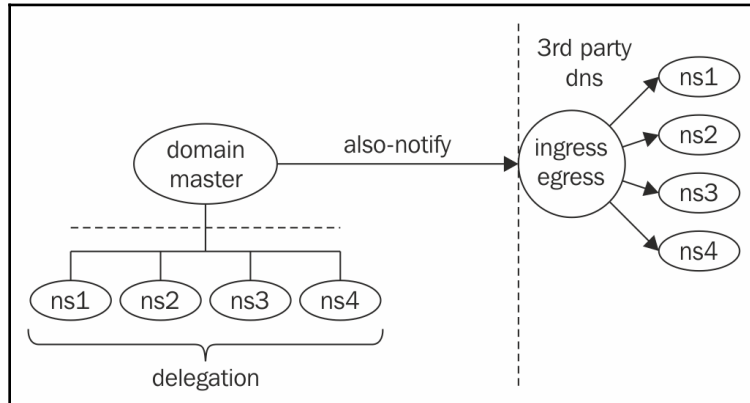 3rd party
dns
ns1
ns2
ns3
ns4
domain
master
also-notify
ingress
egress
ns1
ns2
ns3
ns4
delegation